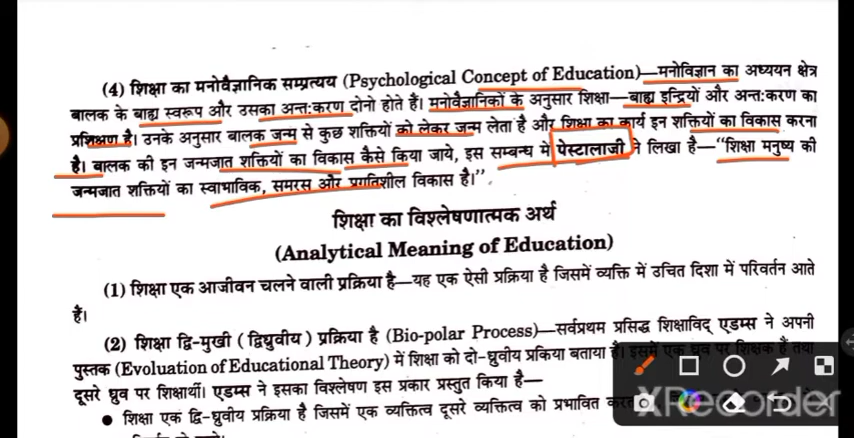 (4) शिक्षा का मनोवैज्ञानिक सम्प्रत्यय (Psychological Concept of Education)—मनोविज्ञान का अध्ययन क्षेत्र
बालक के बाह्य स्वरूप और उसका अन्त:करण दोनो होते हैं। मनोवैज्ञानिकों के अनुसार शिक्षा—बाह्य इन्द्रियों और अन्त:करण का
प्रशिक्षण है। उनके अनुसार बालक जन्म से कुछ शक्तियों को लेकर जन्म लेता है और शिक्षा का कार्य इन शक्तियों का विकास करना
है। बालक की इन जन्मजात शक्तियों का विकास कैसे किया जाये, इस सम्बन्ध में पेस्टालाजी ने लिखा है—“शिक्षा मनुष्य की
जन्मजात शक्तियों का स्वाभाविक, समरस और प्रगतिशील विकास है।”
शिक्षा का विश्लेषणात्मक अर्थ
(Analytical Meaning of Education)
(1) शिक्षा एक आजीवन चलने वाली प्रक्रिया है—यह एक ऐसी प्रक्रिया है जिसमें व्यक्ति में उचित दिशा में परिवर्तन आते
हैं।
(2) शिक्षा द्वि-मुखी (द्विध्रुवीय) प्रक्रिया है (Bio-polar Process)—सर्वप्रथम प्रसिद्ध शिक्षाविद् एडम्स ने अपनी
पुस्तक (Evoluation of Educational Theory) में शिक्षा को दो-ध्रुवीय प्रकिया बताया है। इसमें एक ध्रुव पर शिक्षक है तथा
दूसरे ध्रुव पर शिक्षार्थी। एडम्स ने इसका विश्लेषण इस प्रकार प्रस्तुत किया है—
● शिक्षा एक द्वि-ध्रुवीय प्रक्रिया है जिसमें एक व्यक्तित्व दूसरे व्यक्तित्व को प्रभावित
XRecorder